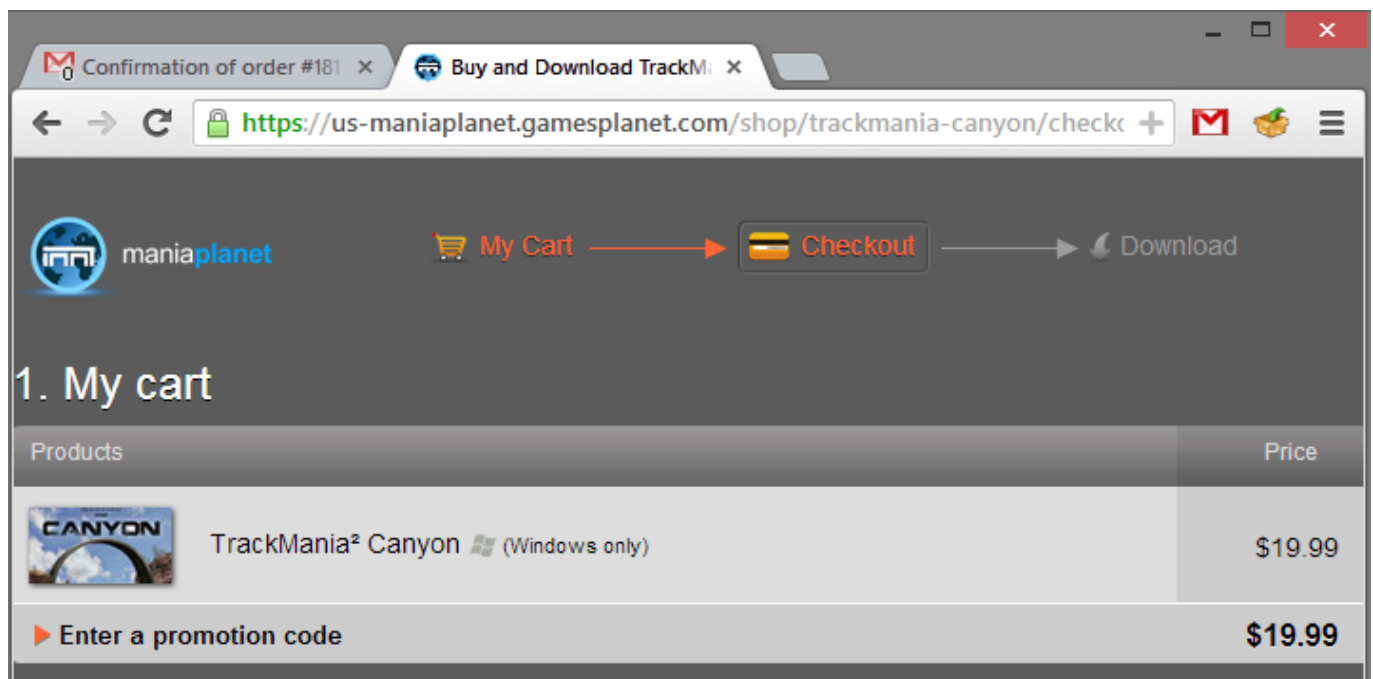 Confirmation of order #181
Buy and Download TrackMa
https://us-maniaplanet.gamesplanet.com/shop/trackmania-canyon/checkc
maniaplanet
My Cart
Checkout
Download
1. My cart
Products Price
CANYON
TrackMania² Canyon (Windows only) $19.99
Enter a promotion code $19.99